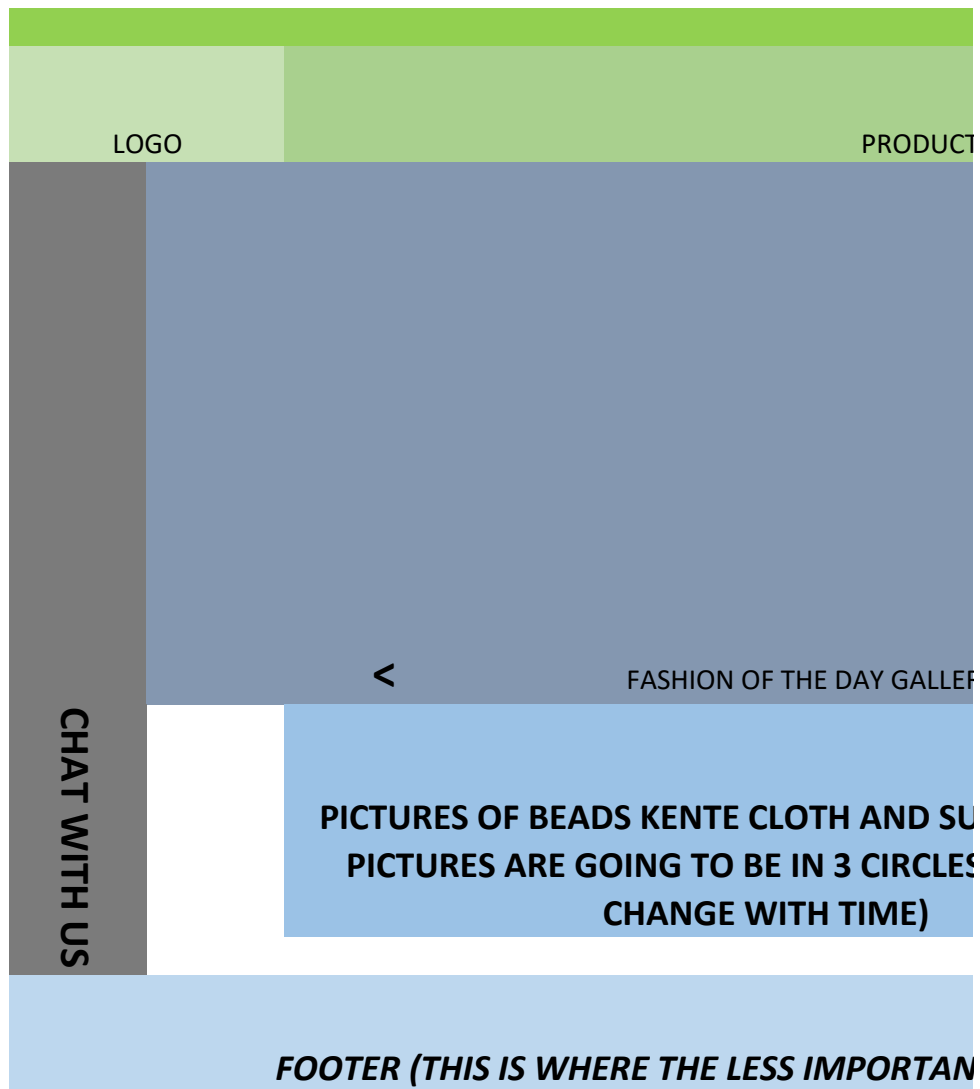 LOGO PRODUCT
< FASHION OF THE DAY GALLER
CHAT WITH US
PICTURES OF BEADS KENTE CLOTH AND SU
PICTURES ARE GOING TO BE IN 3 CIRCLES
CHANGE WITH TIME)
FOOTER (THIS IS WHERE THE LESS IMPORTAN